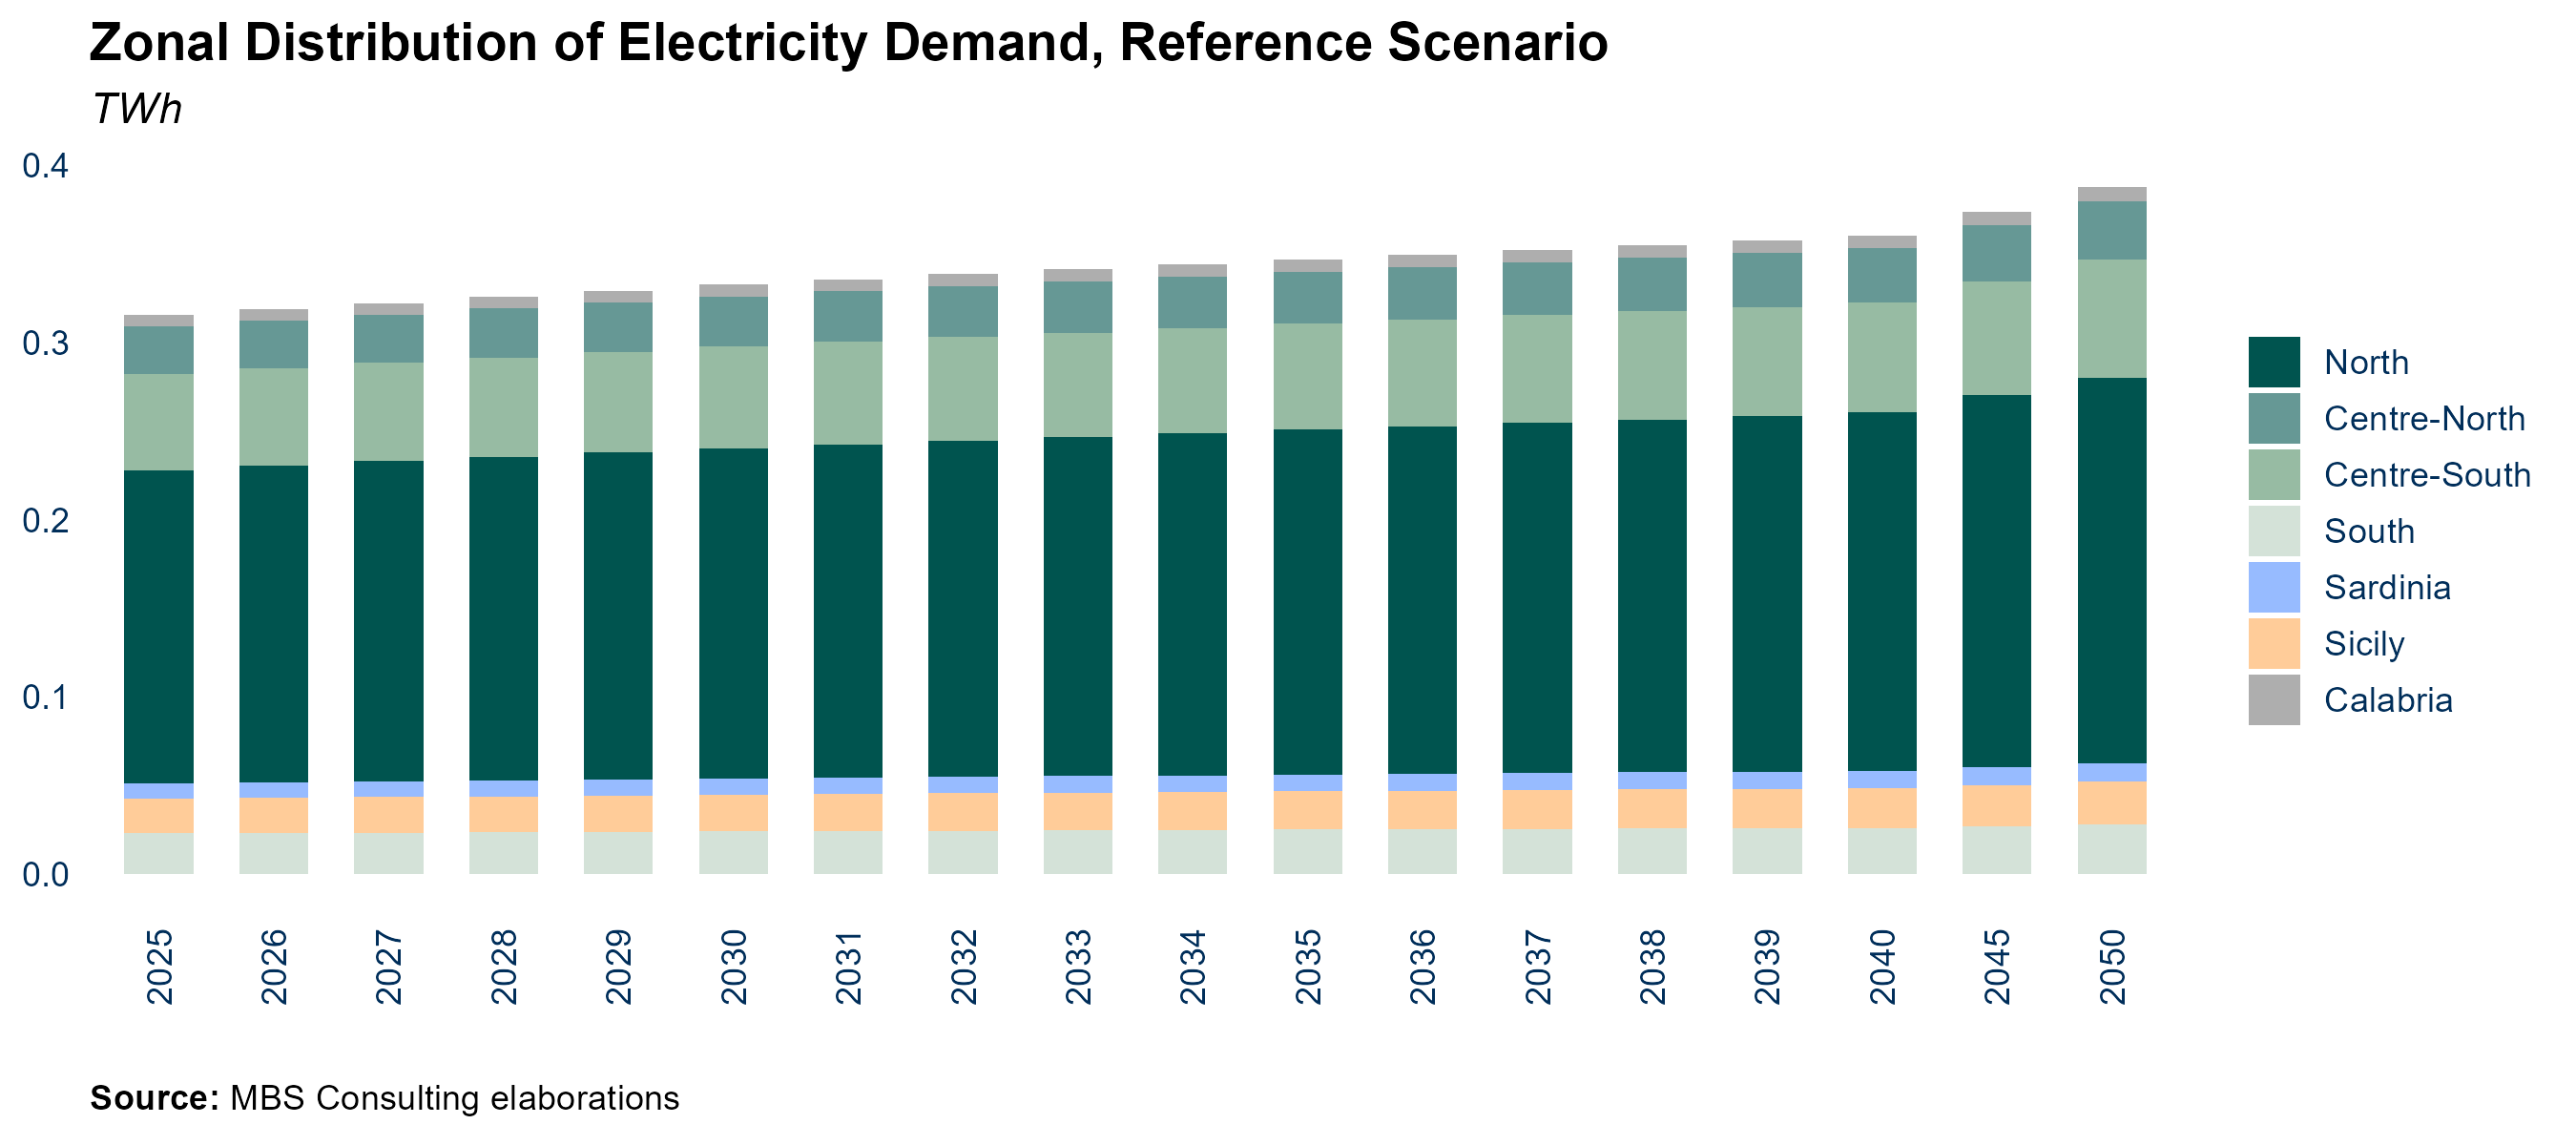 Zonal Distribution of Electricity Demand, Reference Scenario
TWh
0.4
0.3
0.2
0.1
0.0
2025
2026
2027
2028
2029
2030
2031
2032
2033
2034
2035
2036
2037
2038
2039
2040
2045
2050
North
Centre-North
Centre-South
South
Sardinia
Sicily
Calabria
Source: MBS Consulting elaborations